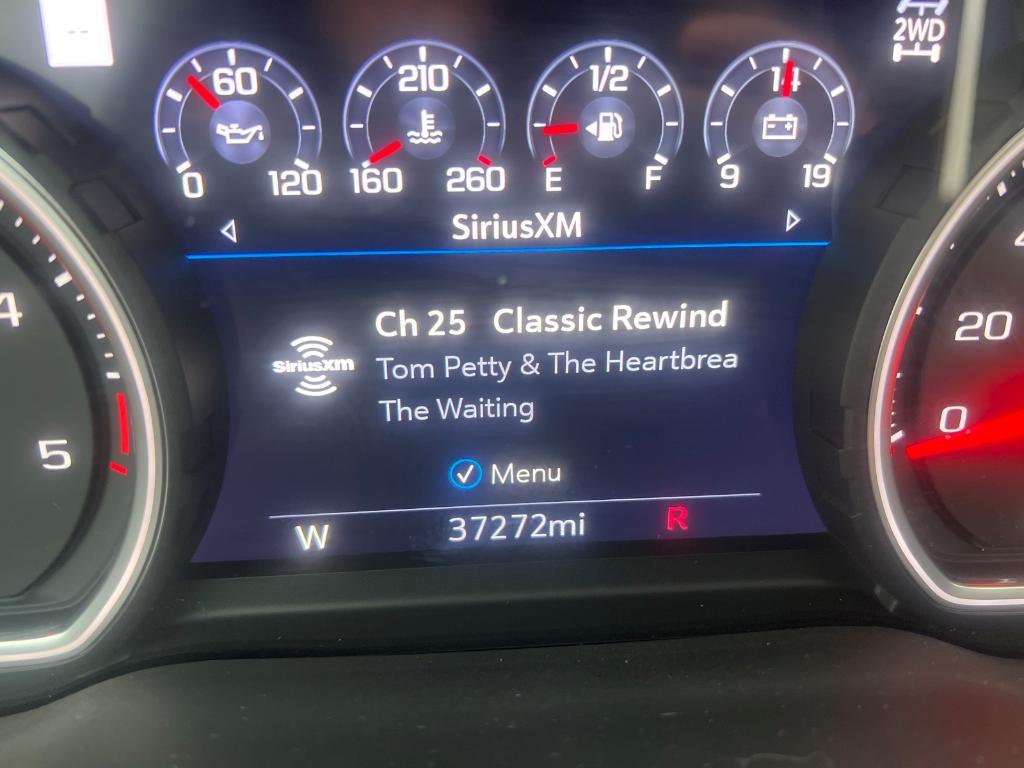 --
2WD
60
210
1/2
14
0
120
160
260
E
F
9
19
SiriusXM
Ch 25 Classic Rewind
SiriusXM
Tom Petty & The Heartbrea
The Waiting
Menu
W
37272mi
R
4
5
20
0